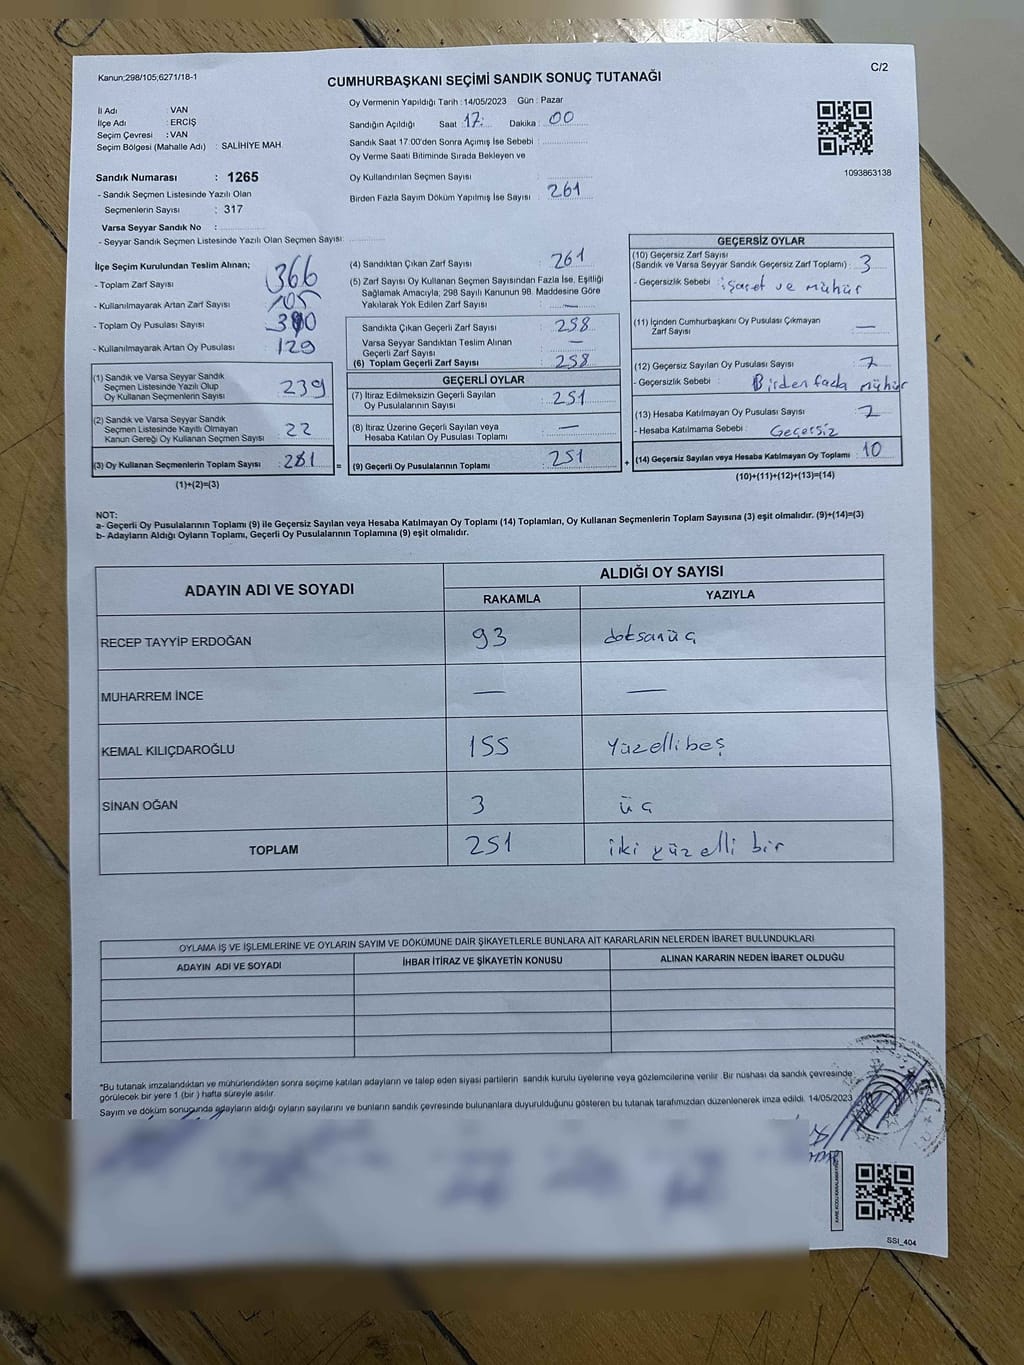 Kanun;298/105;6271/18-1
C/2
CUMHURBAŞKANI SEÇİMİ SANDIK SONUÇ TUTANAĞI
İl Adı : VAN
İlçe Adı : ERCİŞ
Seçim Çevresi : VAN
Seçim Bölgesi (Mahalle Adı) : SALİHİYE MAH.
Oy Vermenin Yapıldığı Tarih : 14/05/2023 Gün : Pazar
Sandığın Açıldığı Saat 17: Dakika : 00
Sandık Saat 17:00'den Sonra Açımış İse Sebebi :
Oy Verme Saati Bitiminde Sırada Bekleyen ve
Oy Kullandırılan Seçmen Sayısı :
Birden Fazla Sayım Döküm Yapılmış İse Sayısı : 261
1093863138
Sandık Numarası : 1265
- Sandık Seçmen Listesinde Yazılı Olan
Seçmenlerin Sayısı : 317
Varsa Seyyar Sandık No :
- Seyyar Sandık Seçmen Listesinde Yazılı Olan Seçmen Sayısı:
İlçe Seçim Kurulundan Teslim Alınan;
- Toplam Zarf Sayısı 366
- Kullanılmayarak Artan Zarf Sayısı 105
- Toplam Oy Pusulası Sayısı
- Kullanılmayarak Artan Oy Pusulası 129
(1) Sandık ve Varsa Seyyar Sandık
Seçmen Listesinde Yazılı Olup
Oy Kullanan Seçmenlerin Sayısı : 239
(2) Sandık ve Varsa Seyyar Sandık
Seçmen Listesinde Kayıtlı Olmayan
Kanun Gereği Oy Kullanan Seçmen Sayısı : 22
(3) Oy Kullanan Seçmenlerin Toplam Sayısı : 261 =
(1)+(2)=(3)
(4) Sandıktan Çıkan Zarf Sayısı : 261
(5) Zarf Sayısı Oy Kullanan Seçmen Sayısından Fazla İse, Eşitliği
Sağlamak Amacıyla, 298 Sayılı Kanunun 98. Maddesine Göre
Yakılarak Yok Edilen Zarf Sayısı : —
Sandıkta Çıkan Geçerli Zarf Sayısı : 258
Varsa Seyyar Sandıktan Teslim Alınan
Geçerli Zarf Sayısı : —
(6) Toplam Geçerli Zarf Sayısı : 258
GEÇERLİ OYLAR
(7) İtiraz Edilmeksizin Geçerli Sayılan
Oy Pusulalarının Sayısı : 251
(8) İtiraz Üzerine Geçerli Sayılan veya
Hesaba Katılan Oy Pusulası Toplamı : —
(9) Geçerli Oy Pusulalarının Toplamı : 251 +
GEÇERSİZ OYLAR
(10) Geçersiz Zarf Sayısı
(Sandık ve Varsa Seyyar Sandık Geçersiz Zarf Toplamı) : 3
- Geçersizlik Sebebi : işaret ve mühür
(11) İçinden Cumhurbaşkanı Oy Pusulası Çıkmayan
Zarf Sayısı : —
(12) Geçersiz Sayılan Oy Pusulası Sayısı : 7
- Geçersizlik Sebebi : Birden fazla mühür
(13) Hesaba Katılmayan Oy Pusulası Sayısı :
- Hesaba Katılmama Sebebi : Geçersiz
(14) Geçersiz Sayılan veya Hesaba Katılmayan Oy Toplamı : 10
(10)+(11)+(12)+(13)=(14)
NOT:
a- Geçerli Oy Pusulalarının Toplamı (9) ile Geçersiz Sayılan veya Hesaba Katılmayan Oy Toplamı (14) Toplamları, Oy Kullanan Seçmenlerin Toplam Sayısına (3) eşit olmalıdır. (9)+(14)=(3)
b- Adayların Aldığı Oyların Toplamı, Geçerli Oy Pusulalarının Toplamına (9) eşit olmalıdır.
ADAYIN ADI VE SOYADI
ALDIĞI OY SAYISI
RAKAMLA YAZIYLA
RECEP TAYYİP ERDOĞAN 93 doksanüç
MUHARREM İNCE — —
KEMAL KILIÇDAROĞLU 155 Yüzellibeş
SİNAN OĞAN 3 üç
TOPLAM 251 iki yüzelli bir
OYLAMA İŞ VE İŞLEMLERİNE VE OYLARIN SAYIM VE DÖKÜMÜNE DAİR ŞİKAYETLERLE BUNLARA AİT KARARLARIN NELERDEN İBARET BULUNDUKLARI
ADAYIN ADI VE SOYADI İHBAR İTİRAZ VE ŞİKAYETİN KONUSU ALINAN KARARIN NEDEN İBARET OLDUĞU
*Bu tutanak imzalandıktan ve mühürlendikten sonra seçime katılan adayların ve talep eden siyasi partilerin sandık kurulu üyelerine veya gözlemcilerine verilir. Bir nüshası da sandık çevresinde
görülecek bir yere 1 (bir ) hafta süreyle asılır.
Sayım ve döküm sonucunda adayların aldığı oyların sayılarını ve bunların sandık çevresinde bulunanlara duyurulduğunu gösteren bu tutanak tarafımızdan düzenlenerek imza edildi. 14/05/2023
SSI_404